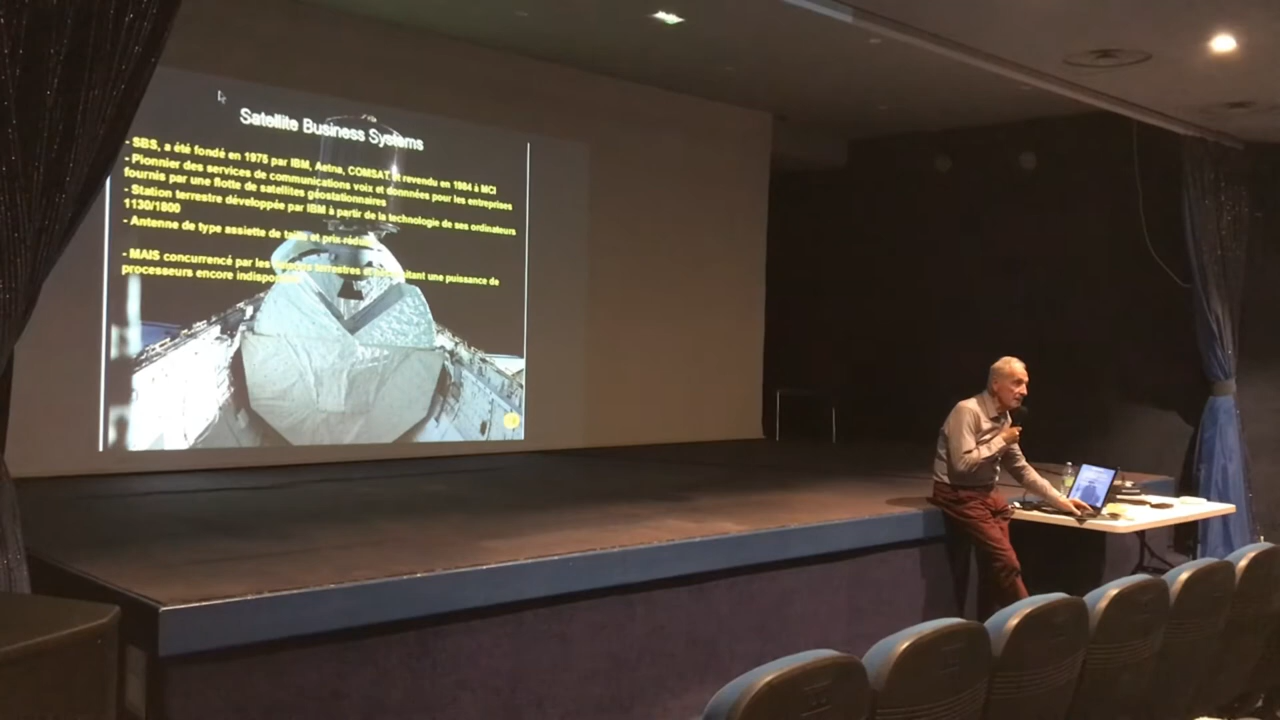 Satellite Business Systems
- SBS, a été fondé en 1975 par IBM, Aetna, COMSAT et revendu en 1984 à MCI
- Pionnier des services de communications voix et données pour les entreprises
fournis par une flotte de satellites géostationnaires
- Station terrestre développée par IBM à partir de la technologie de ses ordinateurs
1130/1800
- Antenne de type assiette de taille et prix réduits
- MAIS concurrencé par les terrestres et nécessitant une puissance de
processeurs encore